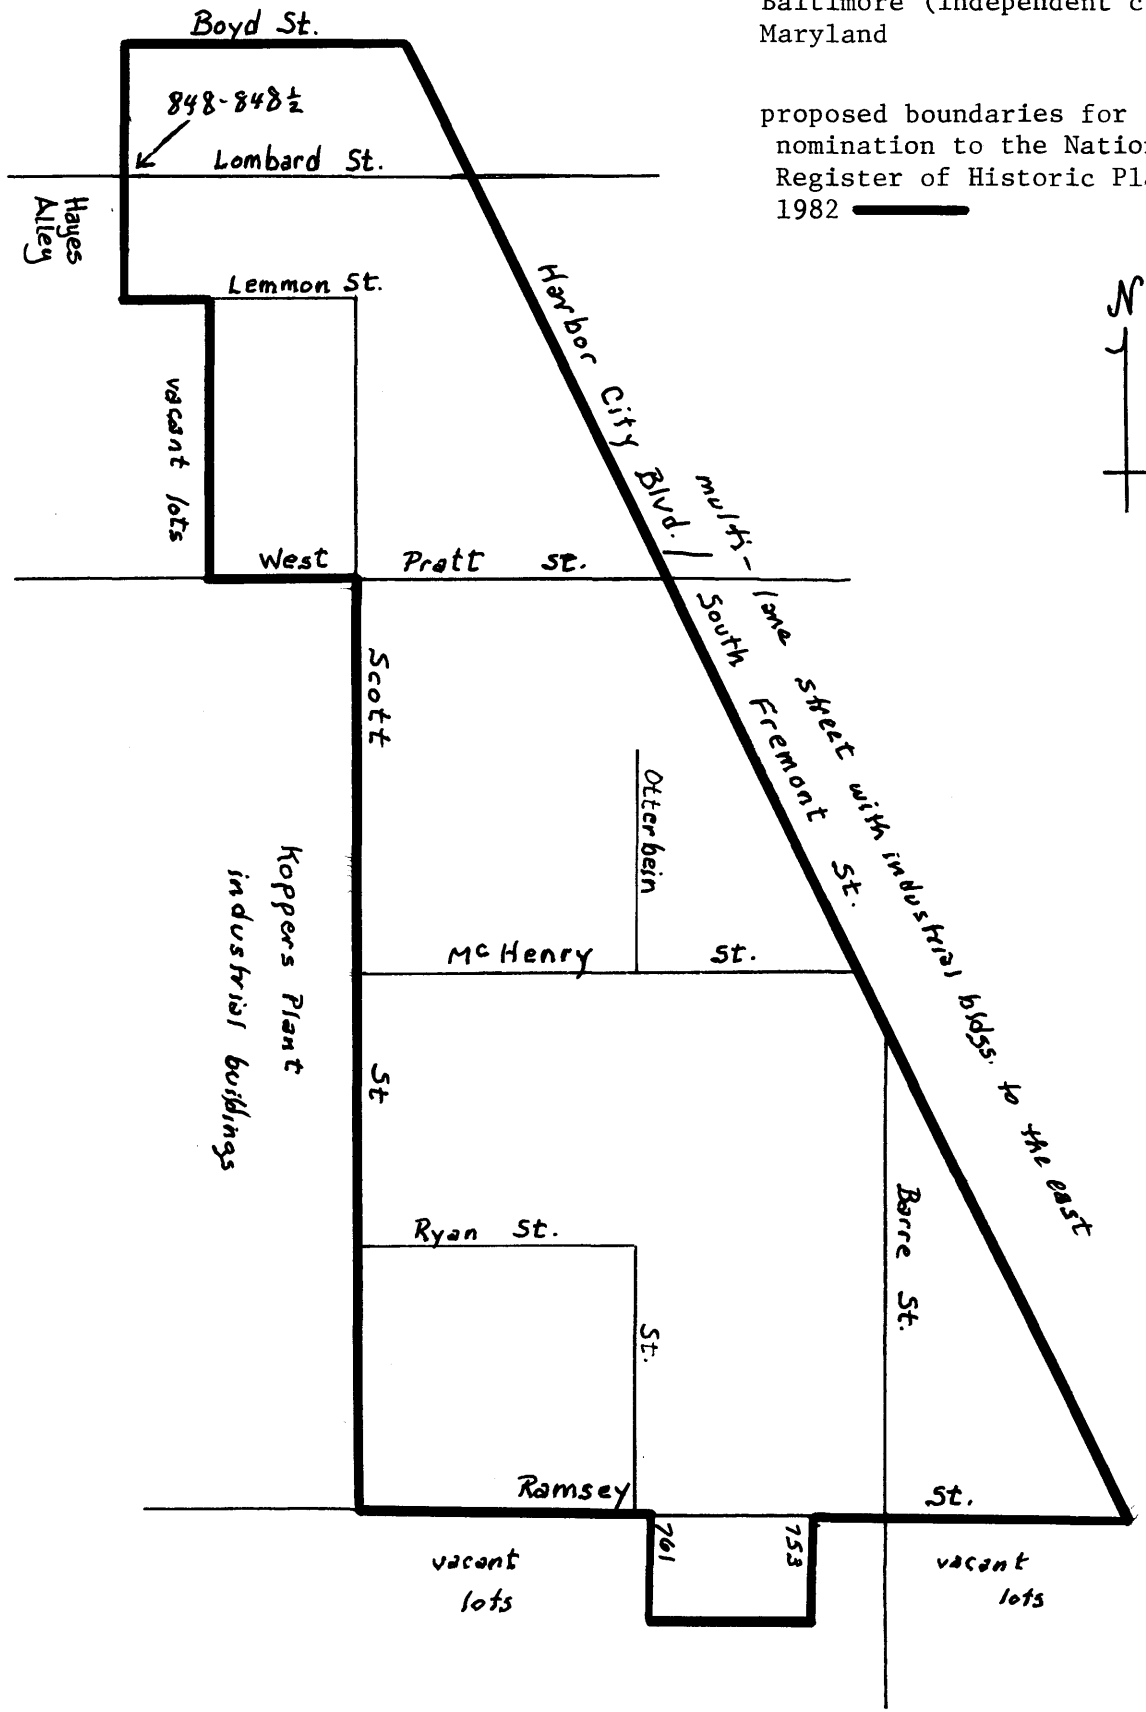 Baltimore (Independent c
Maryland
proposed boundaries for
nomination to the Nation
Register of Historic Pla
1982
Boyd St.
848-848½
Lombard St.
Hayes
Alley
N
Lemmon St.
Harbor City Blvd. /
South Fremont St.
multi-lane street with industrial bldgs. to the east
vacant lots
West Pratt St.
Scott St
Otterbein St.
McHenry St.
Koppers Plant
industrial buildings
Ryan St.
Barre St.
Ramsey St.
761
753
vacant
lots
vacant
lots